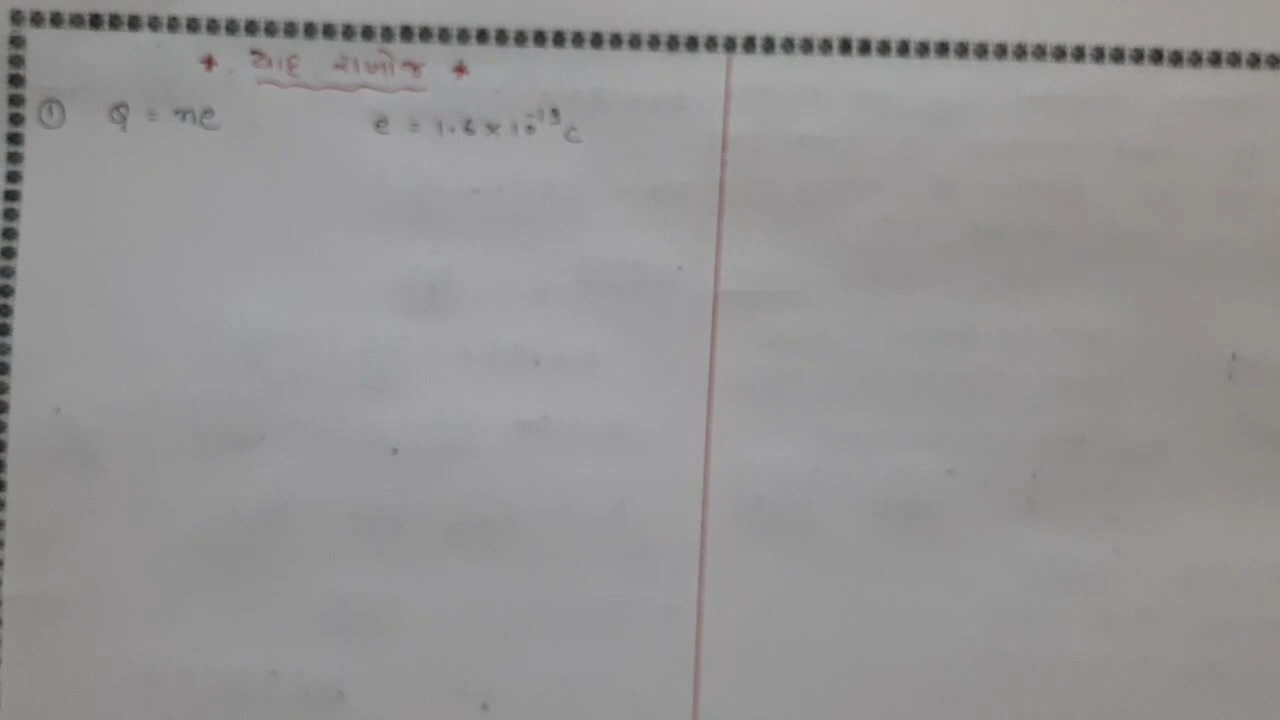 * યાદ રાખોજ *
① Q = ne e = 1.6 × 10⁻¹⁹ C